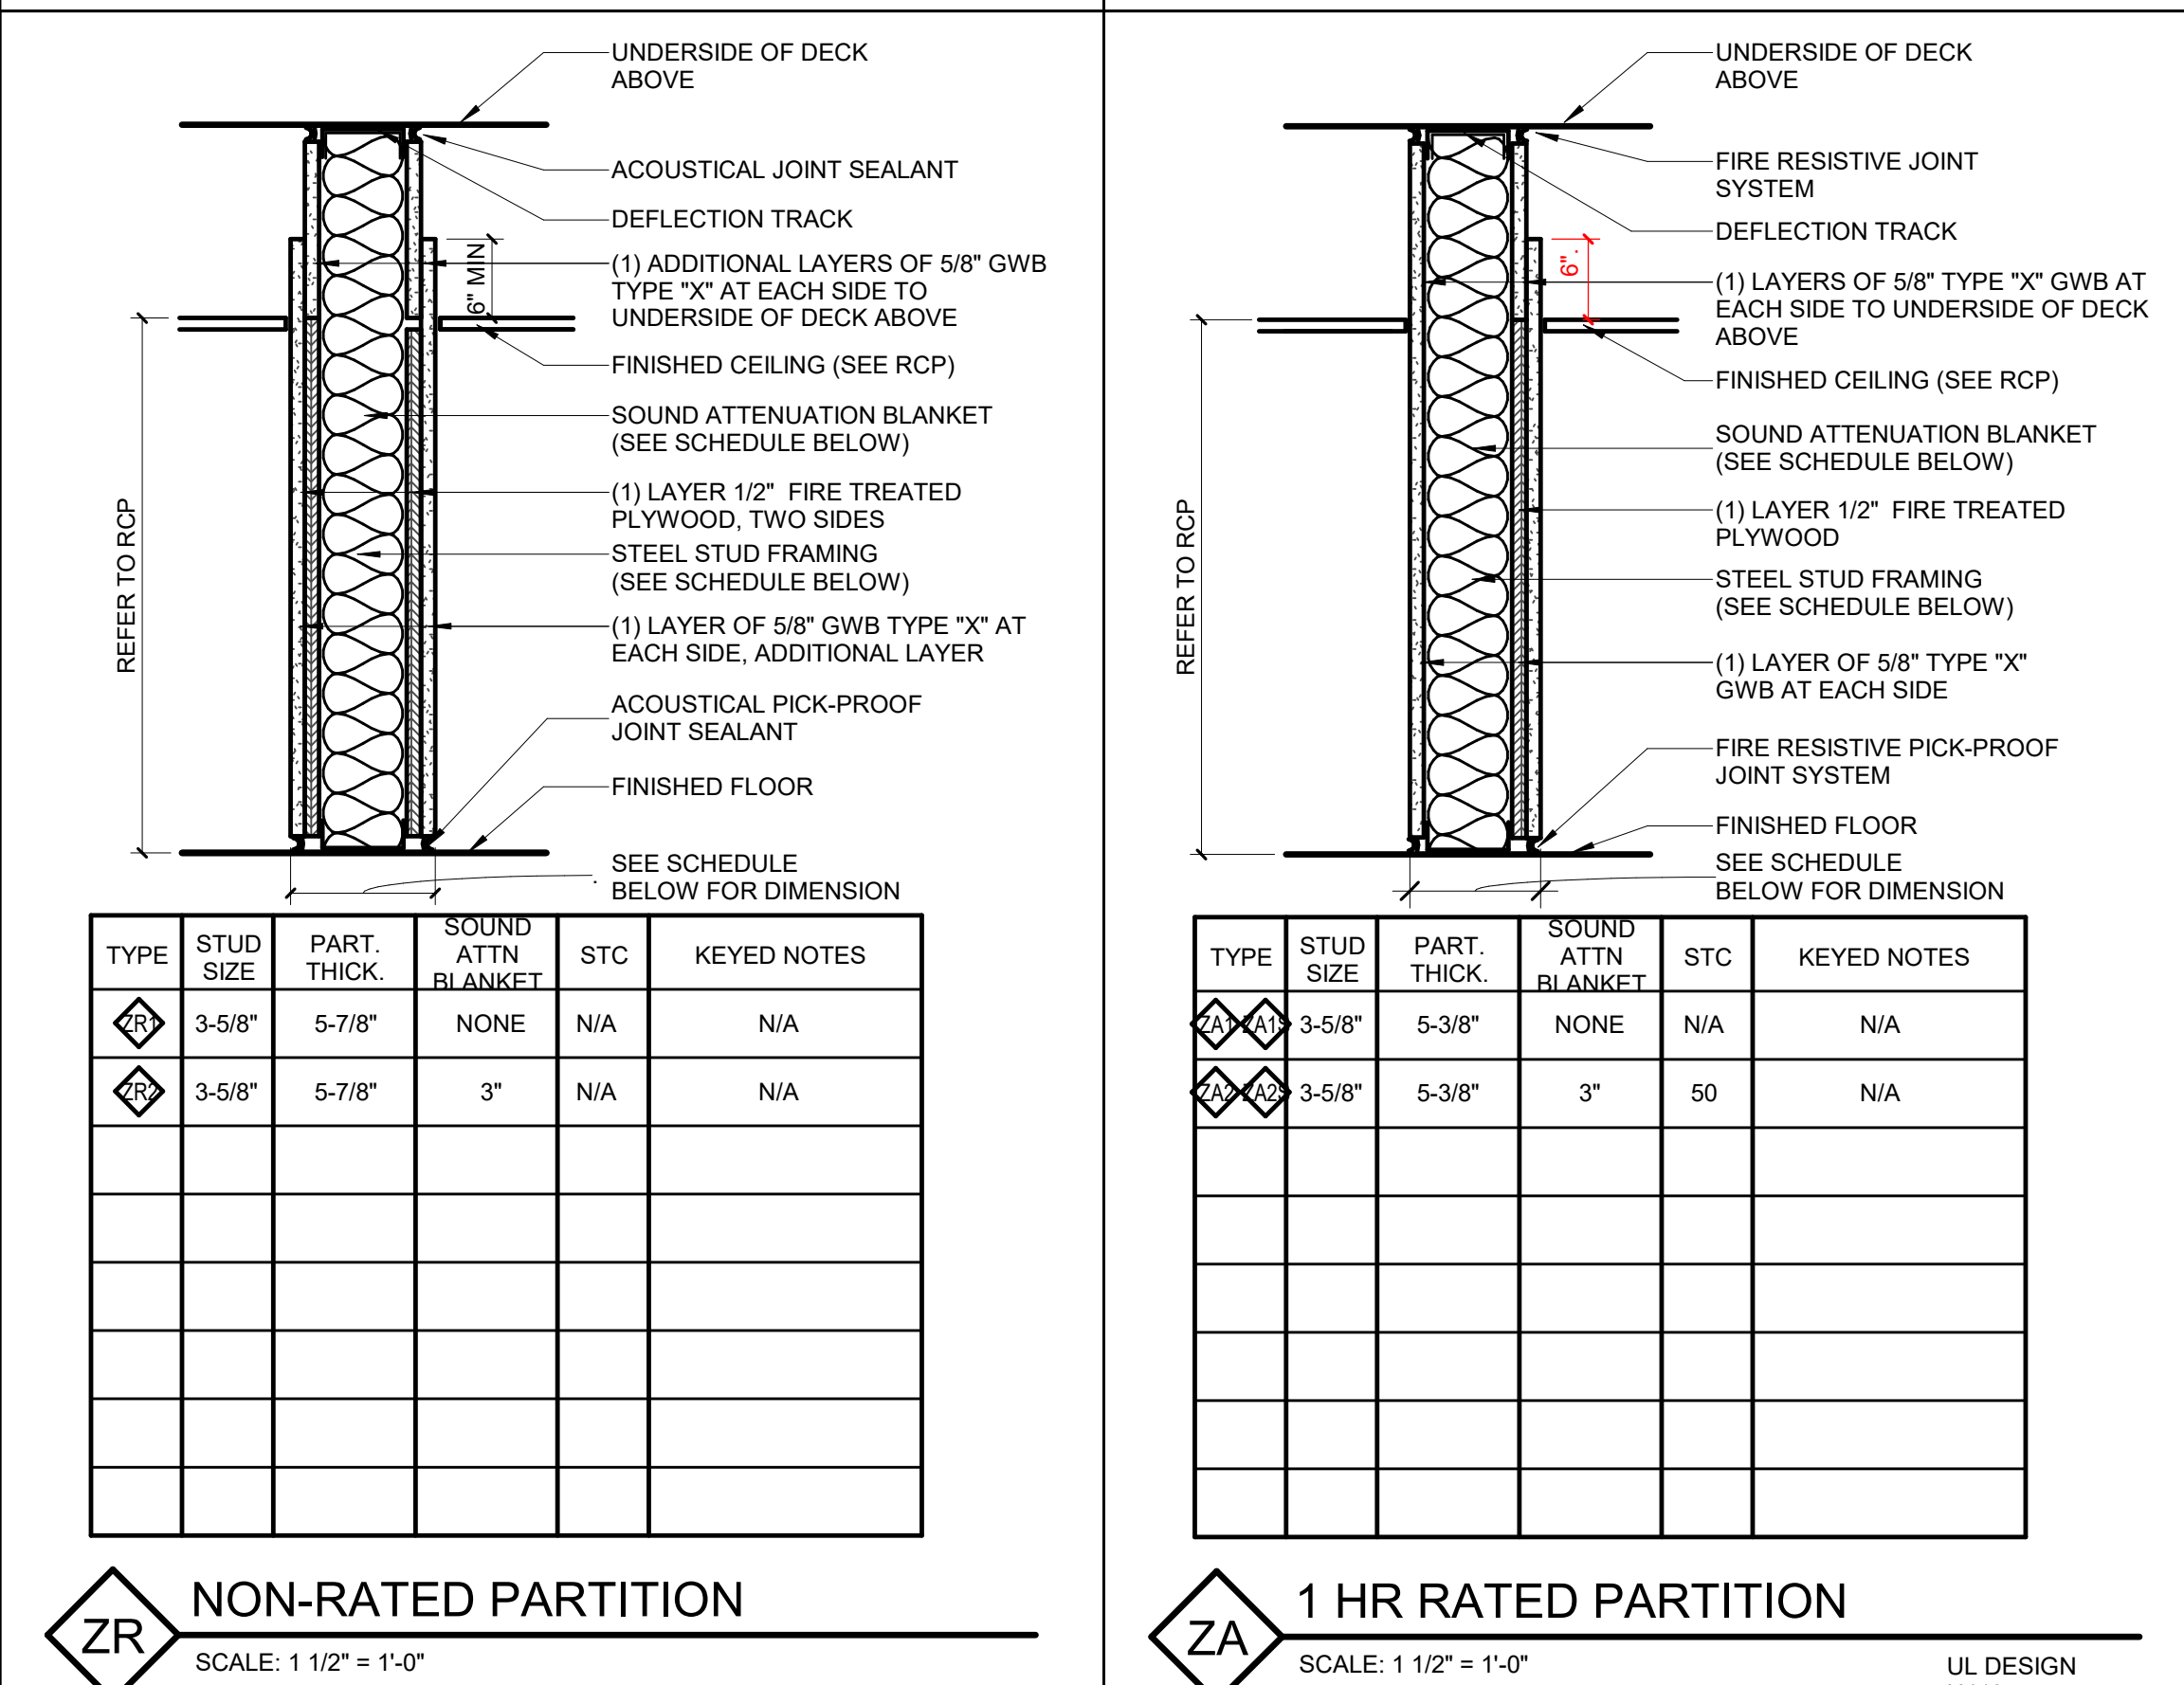 UNDERSIDE OF DECK
ABOVE
ACOUSTICAL JOINT SEALANT
DEFLECTION TRACK
6" MIN
(1) ADDITIONAL LAYERS OF 5/8" GWB
TYPE "X" AT EACH SIDE TO
UNDERSIDE OF DECK ABOVE
FINISHED CEILING (SEE RCP)
SOUND ATTENUATION BLANKET
(SEE SCHEDULE BELOW)
(1) LAYER 1/2" FIRE TREATED
PLYWOOD, TWO SIDES
STEEL STUD FRAMING
(SEE SCHEDULE BELOW)
REFER TO RCP
(1) LAYER OF 5/8" GWB TYPE "X" AT
EACH SIDE, ADDITIONAL LAYER
ACOUSTICAL PICK-PROOF
JOINT SEALANT
FINISHED FLOOR
SEE SCHEDULE
BELOW FOR DIMENSION
TYPE STUD SIZE PART. THICK. SOUND ATTN BLANKET STC KEYED NOTES
ZR1 3-5/8" 5-7/8" NONE N/A N/A
ZR2 3-5/8" 5-7/8" 3" N/A N/A
ZR
NON-RATED PARTITION
SCALE: 1 1/2" = 1'-0"
UNDERSIDE OF DECK
ABOVE
FIRE RESISTIVE JOINT
SYSTEM
DEFLECTION TRACK
6".
(1) LAYERS OF 5/8" TYPE "X" GWB AT
EACH SIDE TO UNDERSIDE OF DECK
ABOVE
FINISHED CEILING (SEE RCP)
SOUND ATTENUATION BLANKET
(SEE SCHEDULE BELOW)
(1) LAYER 1/2" FIRE TREATED
PLYWOOD
STEEL STUD FRAMING
(SEE SCHEDULE BELOW)
REFER TO RCP
(1) LAYER OF 5/8" TYPE "X"
GWB AT EACH SIDE
FIRE RESISTIVE PICK-PROOF
JOINT SYSTEM
FINISHED FLOOR
SEE SCHEDULE
BELOW FOR DIMENSION
TYPE STUD SIZE PART. THICK. SOUND ATTN BLANKET STC KEYED NOTES
ZA1 ZA1S 3-5/8" 5-3/8" NONE N/A N/A
ZA2 ZA2S 3-5/8" 5-3/8" 3" 50 N/A
ZA
1 HR RATED PARTITION
SCALE: 1 1/2" = 1'-0"
UL DESIGN